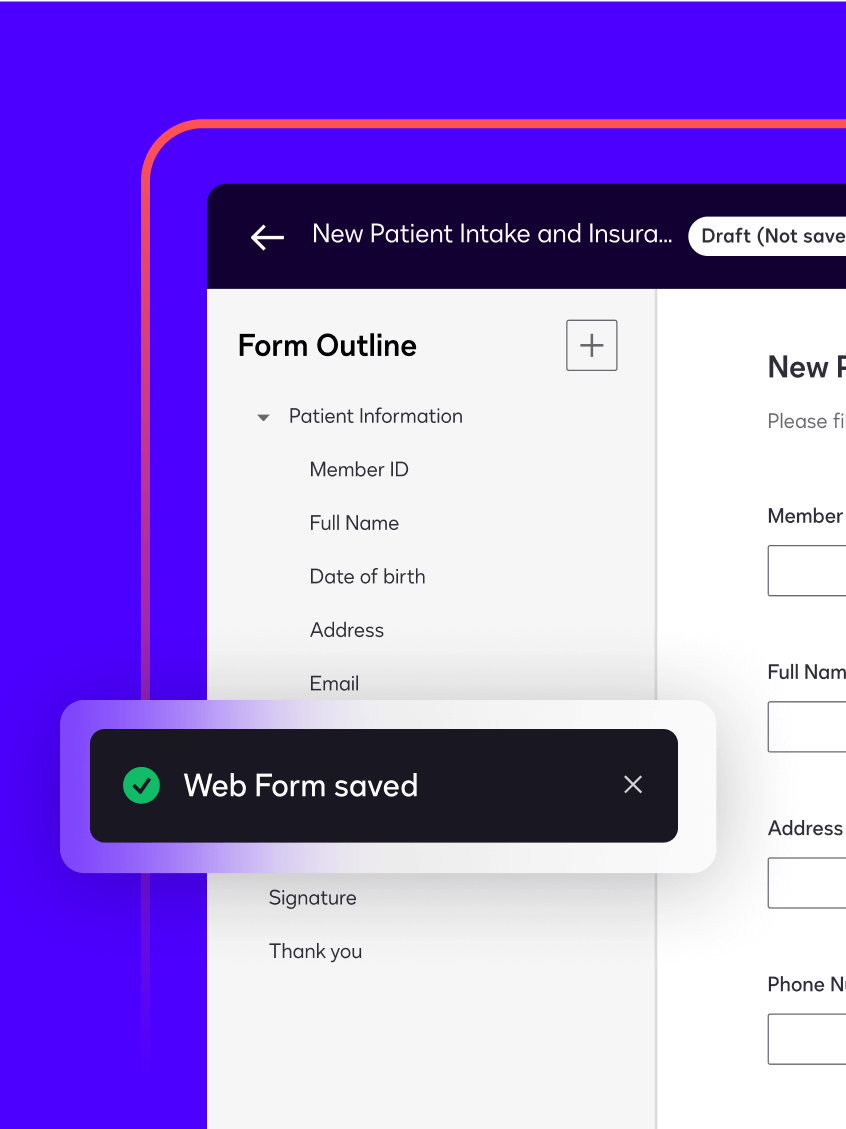 New Patient Intake and Insura...
Draft (Not save
Form Outline
Patient Information
Member ID
Full Name
Date of birth
Address
Email
Web Form saved
Signature
Thank you
New P
Please fi
Member
Full Nam
Address
Phone Nu